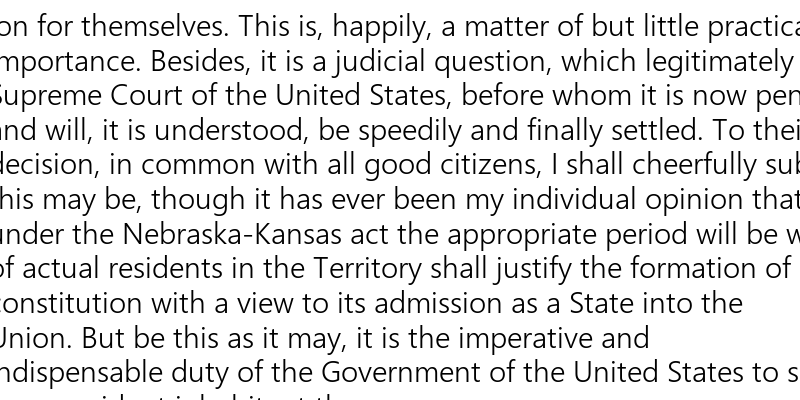 on for themselves. This is, happily, a matter of but little
importance. Besides, it is a judicial question, which legitimately
Supreme Court of the United States, before whom it is now
and will, it is understood, be speedily and finally settled. To
decision, in common with all good citizens, I shall cheerfully
this may be, though it has ever been my individual opinion that
under the Nebraska-Kansas act the appropriate period will be
of actual residents in the Territory shall justify the formation of
constitution with a view to its admission as a State into the
Union. But be this as it may, it is the imperative and
indispensable duty of the Government of the United States to